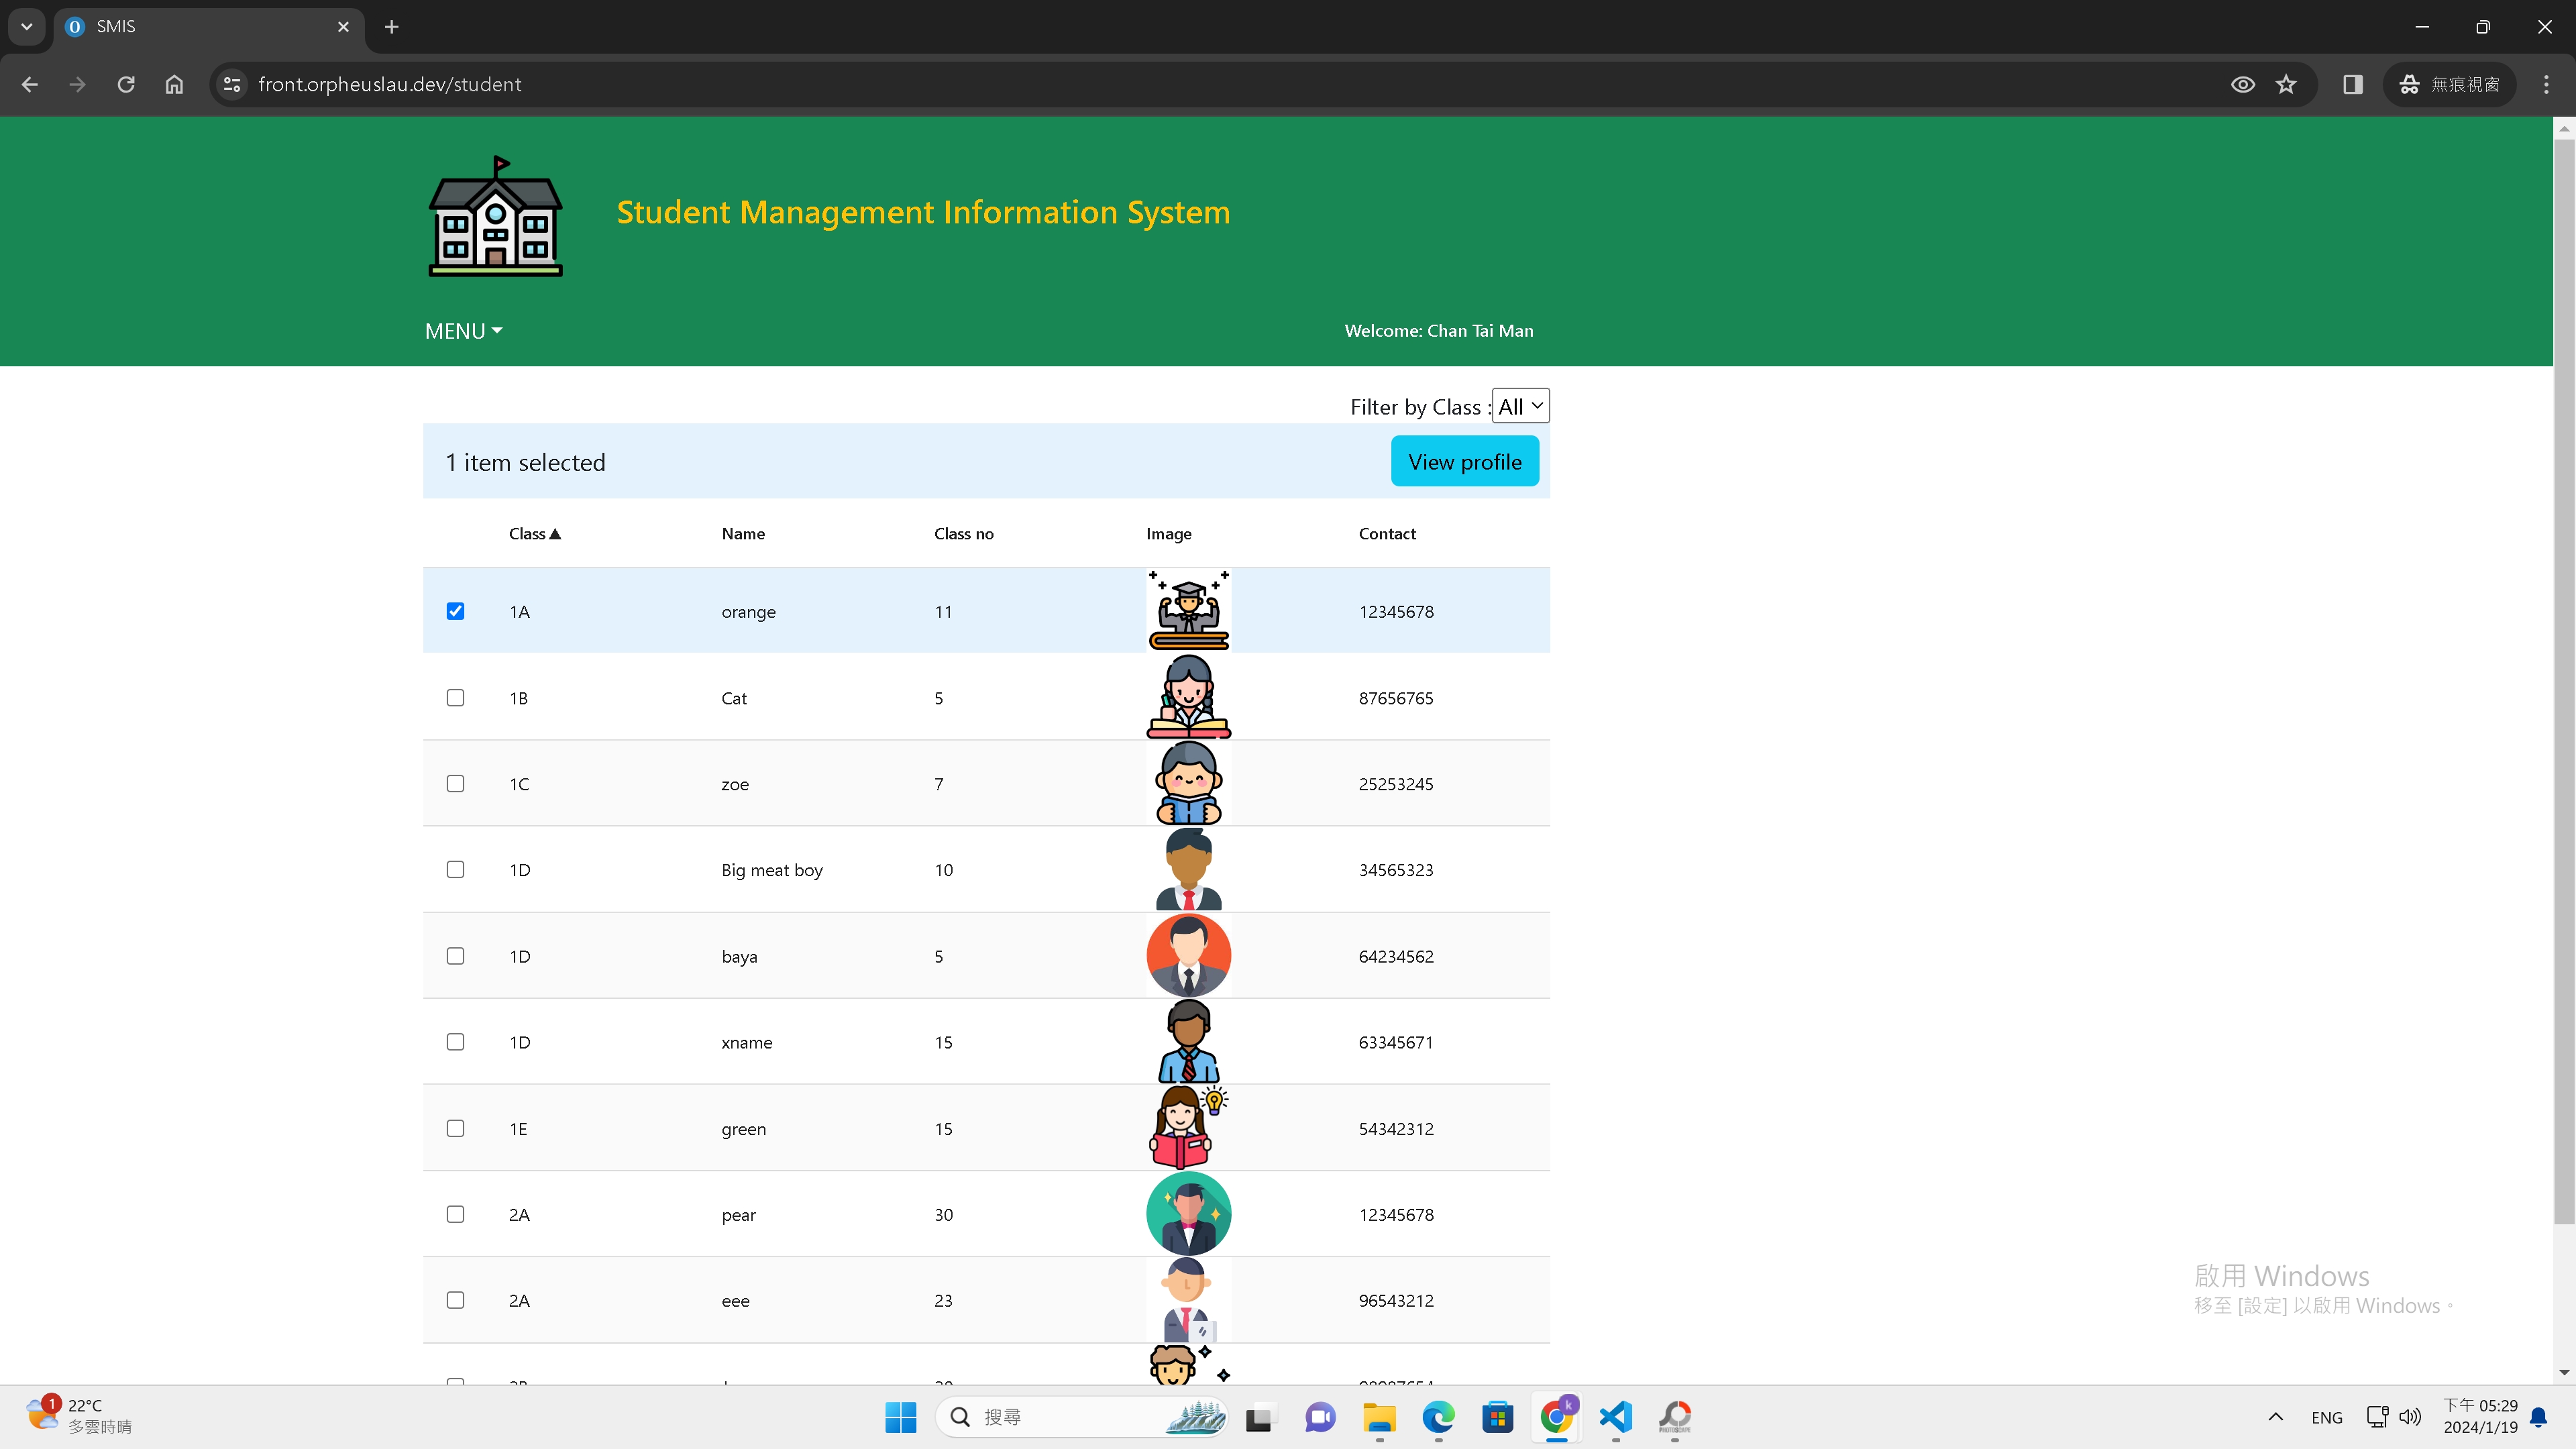 SMIS
front.orpheuslau.dev/student
無痕視窗
Student Management Information System
MENU
Welcome: Chan Tai Man
Filter by Class : All
1 item selected
View profile
Class▲ Name Class no Image Contact
1A orange 11 12345678
1B Cat 5 87656765
1C zoe 7 25253245
1D Big meat boy 10 34565323
1D baya 5 64234562
1D xname 15 63345671
1E green 15 54342312
2A pear 30 12345678
2A eee 23 96543212
啟用 Windows
移至 [設定] 以啟用 Windows。
1
22°C
多雲時晴
搜尋
k
PHOTOSCAPE
ENG
下午 05:29
2024/1/19